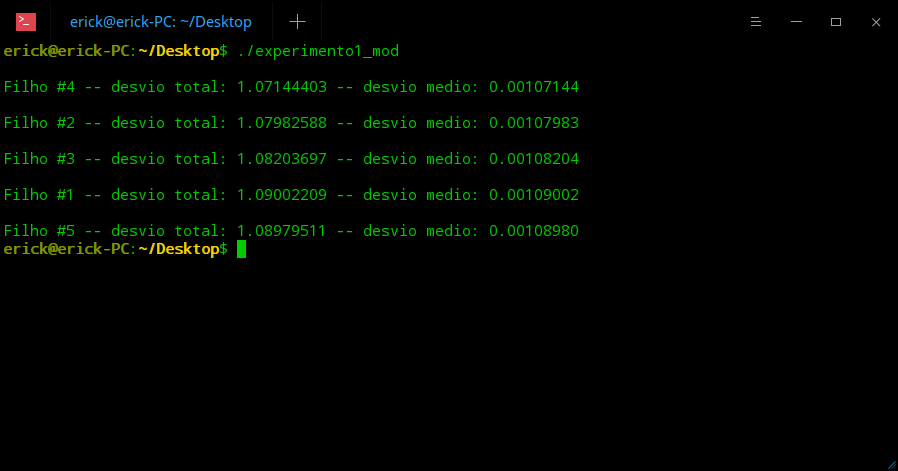 erick@erick-PC: ~/Desktop
erick@erick-PC:~/Desktop$ ./experimento1_mod
Filho #4 -- desvio total: 1.07144403 -- desvio medio: 0.00107144
Filho #2 -- desvio total: 1.07982588 -- desvio medio: 0.00107983
Filho #3 -- desvio total: 1.08203697 -- desvio medio: 0.00108204
Filho #1 -- desvio total: 1.09002209 -- desvio medio: 0.00109002
Filho #5 -- desvio total: 1.08979511 -- desvio medio: 0.00108980
erick@erick-PC:~/Desktop$